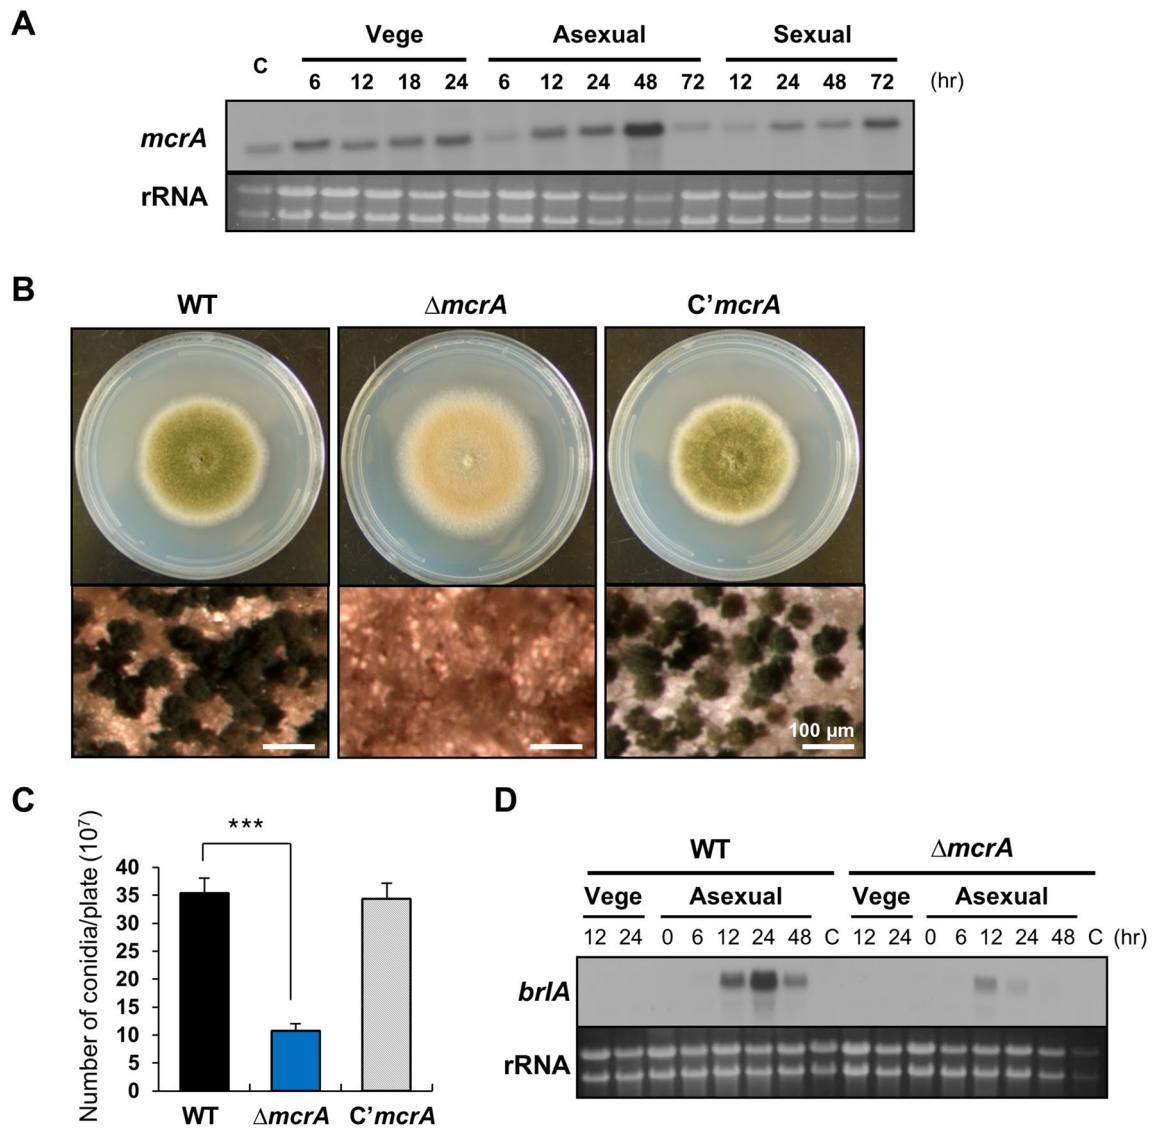 A
Vege Asexual Sexual
C 6 12 18 24 6 12 24 48 72 12 24 48 72 (hr)
mcrA
rRNA
B
WT ΔmcrA C’mcrA
100 µm
C
***
Number of conidia/plate (10⁷)
40
35
30
25
20
15
10
5
0
WT ΔmcrA C’mcrA
D
WT ΔmcrA
Vege Asexual Vege Asexual
12 24 0 6 12 24 48 C 12 24 0 6 12 24 48 C (hr)
brlA
rRNA